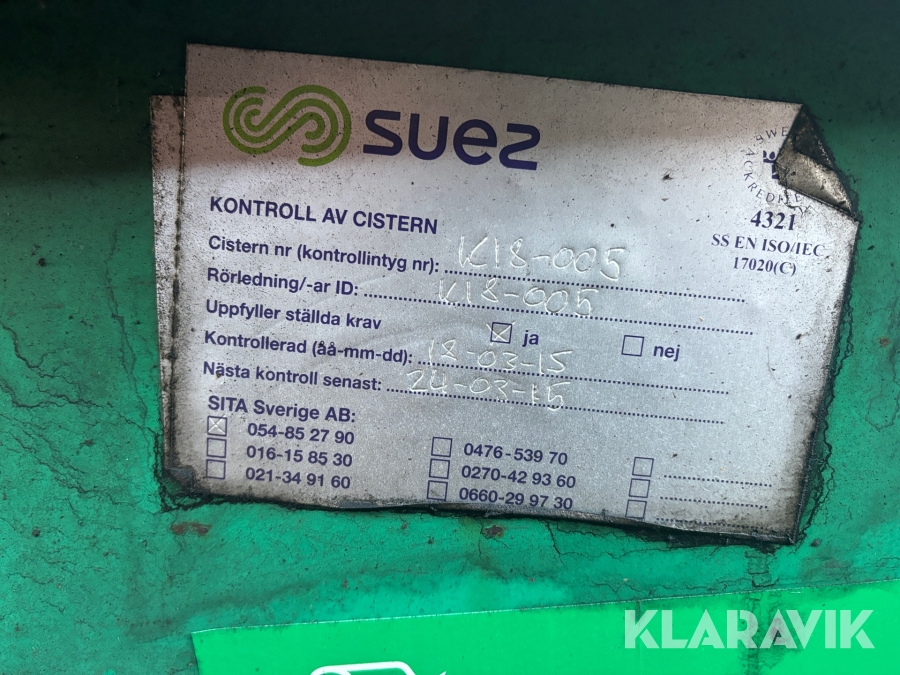 suez
KONTROLL AV CISTERN
4321
SS EN ISO/IEC
17020(C)
Cistern nr (kontrollintyg nr): K18-005
Rörledning/-ar ID: K18-005
Uppfyller ställda krav ja nej
Kontrollerad (åå-mm-dd): 18-03-15
Nästa kontroll senast: 24-03-15
SITA Sverige AB:
054-85 27 90
016-15 85 30
021-34 91 60
0476-539 70
0270-42 93 60
0660-29 97 30
KLARAVIK